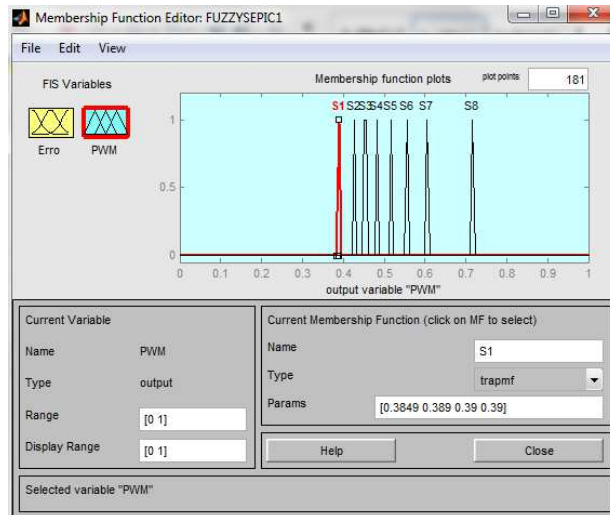 Membership Function Editor: FUZZYSEPIC1
File Edit View
FIS Variables
Erro PWM
Membership function plots plot points: 181
S1 S2 S3 S4 S5 S6 S7 S8
1
0.5
0
0 0.1 0.2 0.3 0.4 0.5 0.6 0.7 0.8 0.9 1
output variable "PWM"
Current Variable
Name PWM
Type output
Range [0 1]
Display Range [0 1]
Current Membership Function (click on MF to select)
Name S1
Type trapmf
Params [0.3849 0.389 0.39 0.39]
Help Close
Selected variable "PWM"